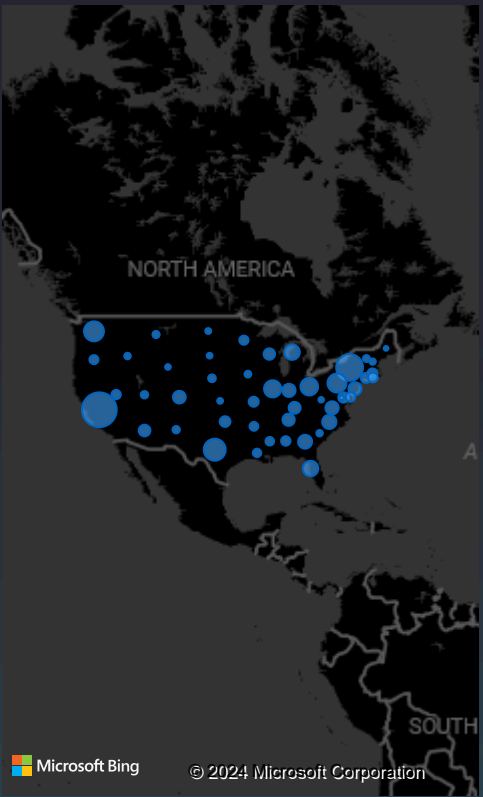 NORTH AMERICA
A
SOUTH
Microsoft Bing
© 2024 Microsoft Corporation